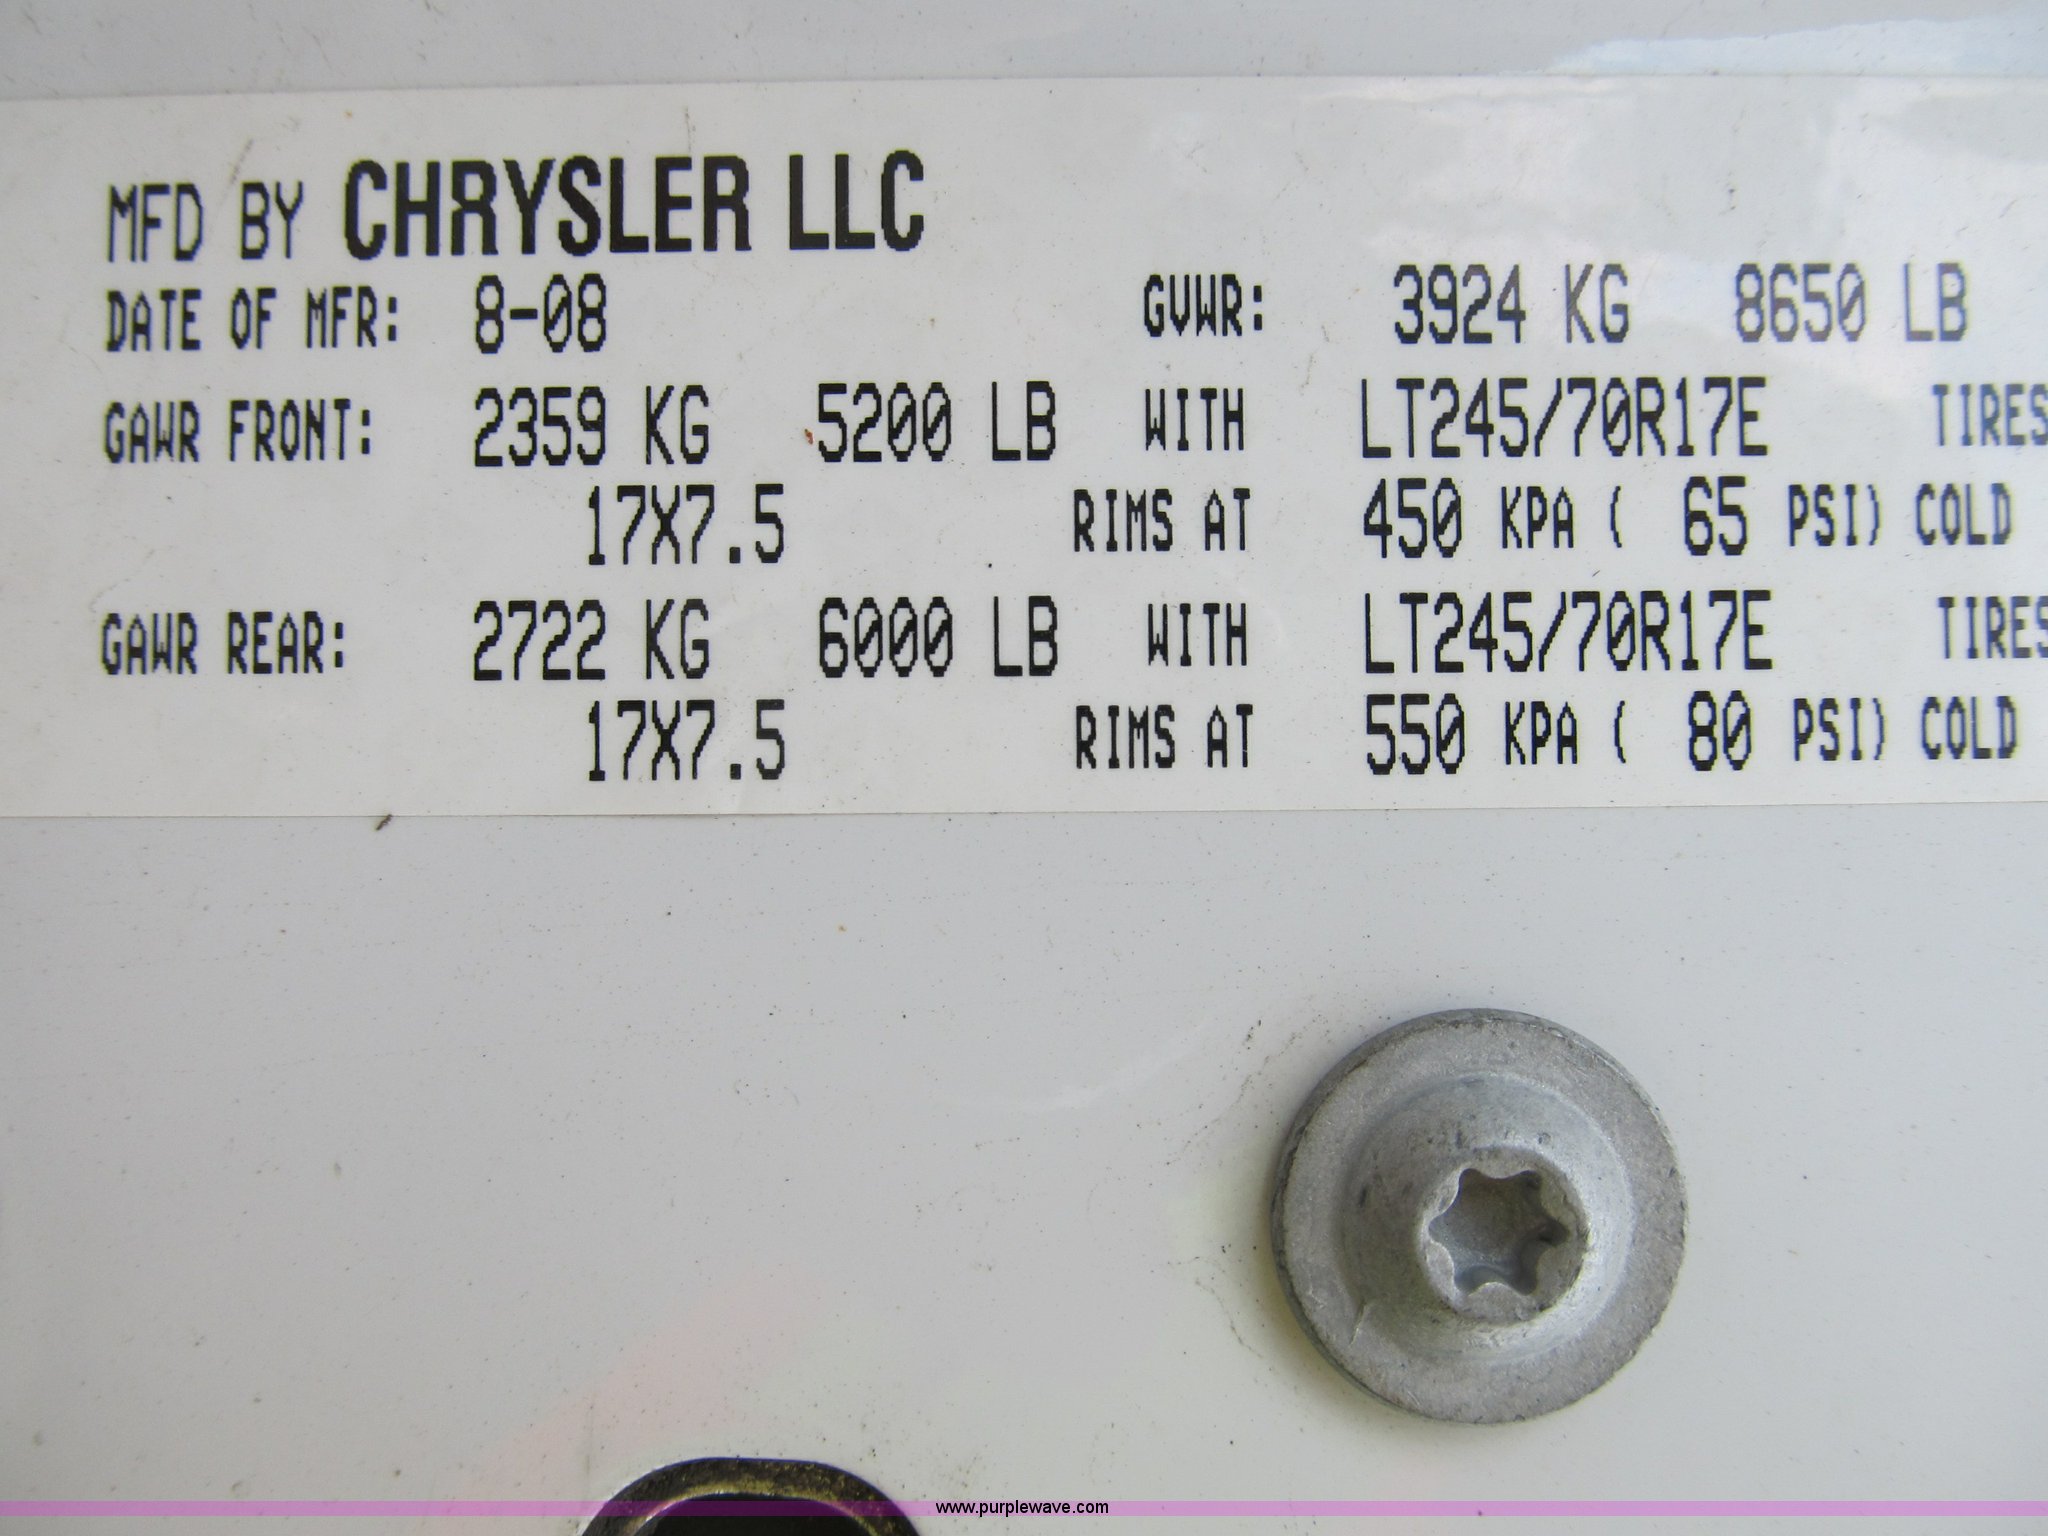 MFD BY CHRYSLER LLC
DATE OF MFR: 8-08 GVWR: 3924 KG 8650 LB
GAWR FRONT: 2359 KG 5200 LB WITH LT245/70R17E TIRES
17X7.5 RIMS AT 450 KPA ( 65 PSI) COLD
GAWR REAR: 2722 KG 6000 LB WITH LT245/70R17E TIRES
17X7.5 RIMS AT 550 KPA ( 80 PSI) COLD
www.purplewave.com